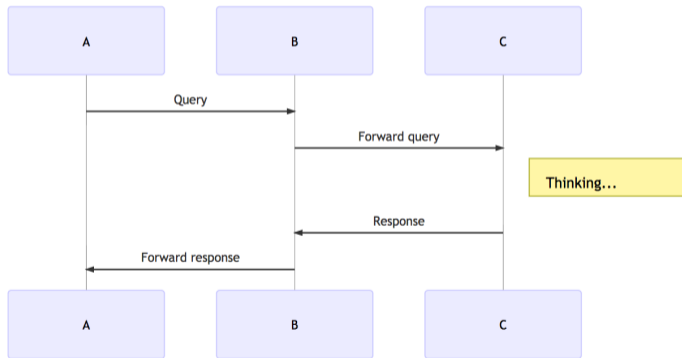 A
B
C
Query
Forward query
Thinking...
Response
Forward response
A
B
C